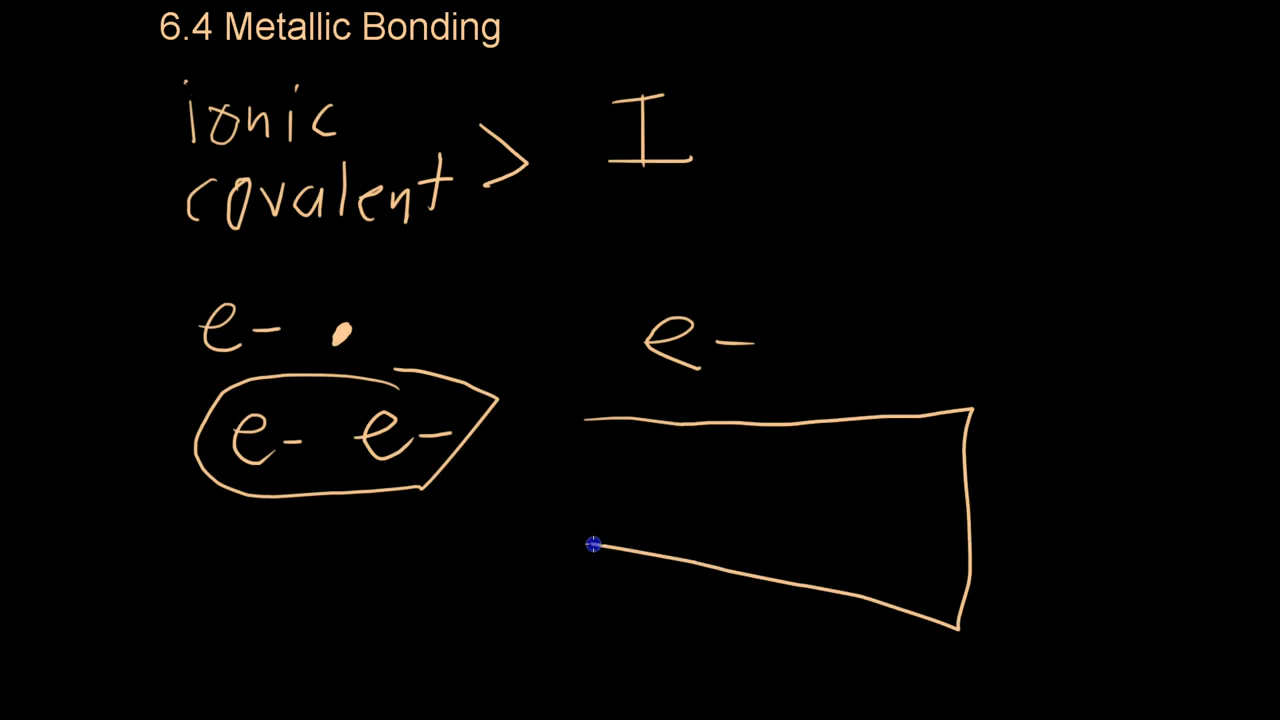 6.4 Metallic Bonding
ionic
covalent > I
e- • e-
e- e-